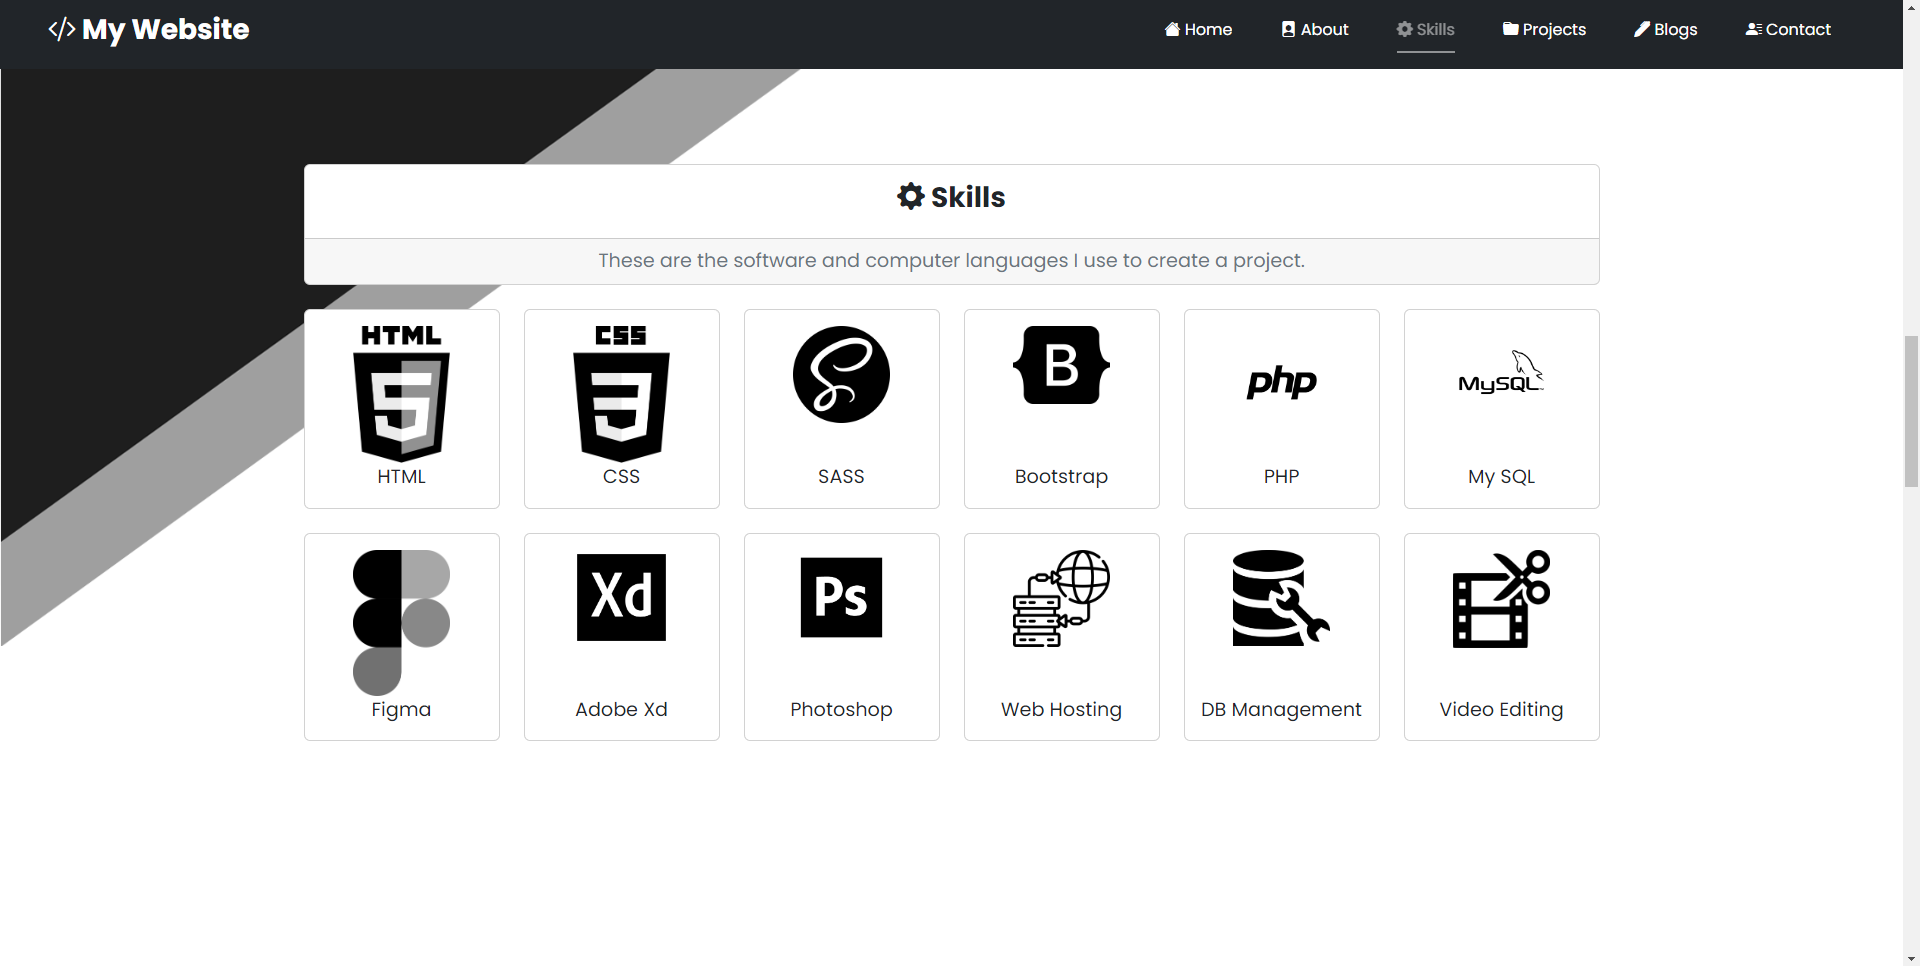 </> My Website
Home About Skills Projects Blogs Contact
Skills
These are the software and computer languages I use to create a project.
HTML CSS
5 3 B php MySQL™
HTML CSS SASS Bootstrap PHP My SQL
Xd Ps
Figma Adobe Xd Photoshop Web Hosting DB Management Video Editing